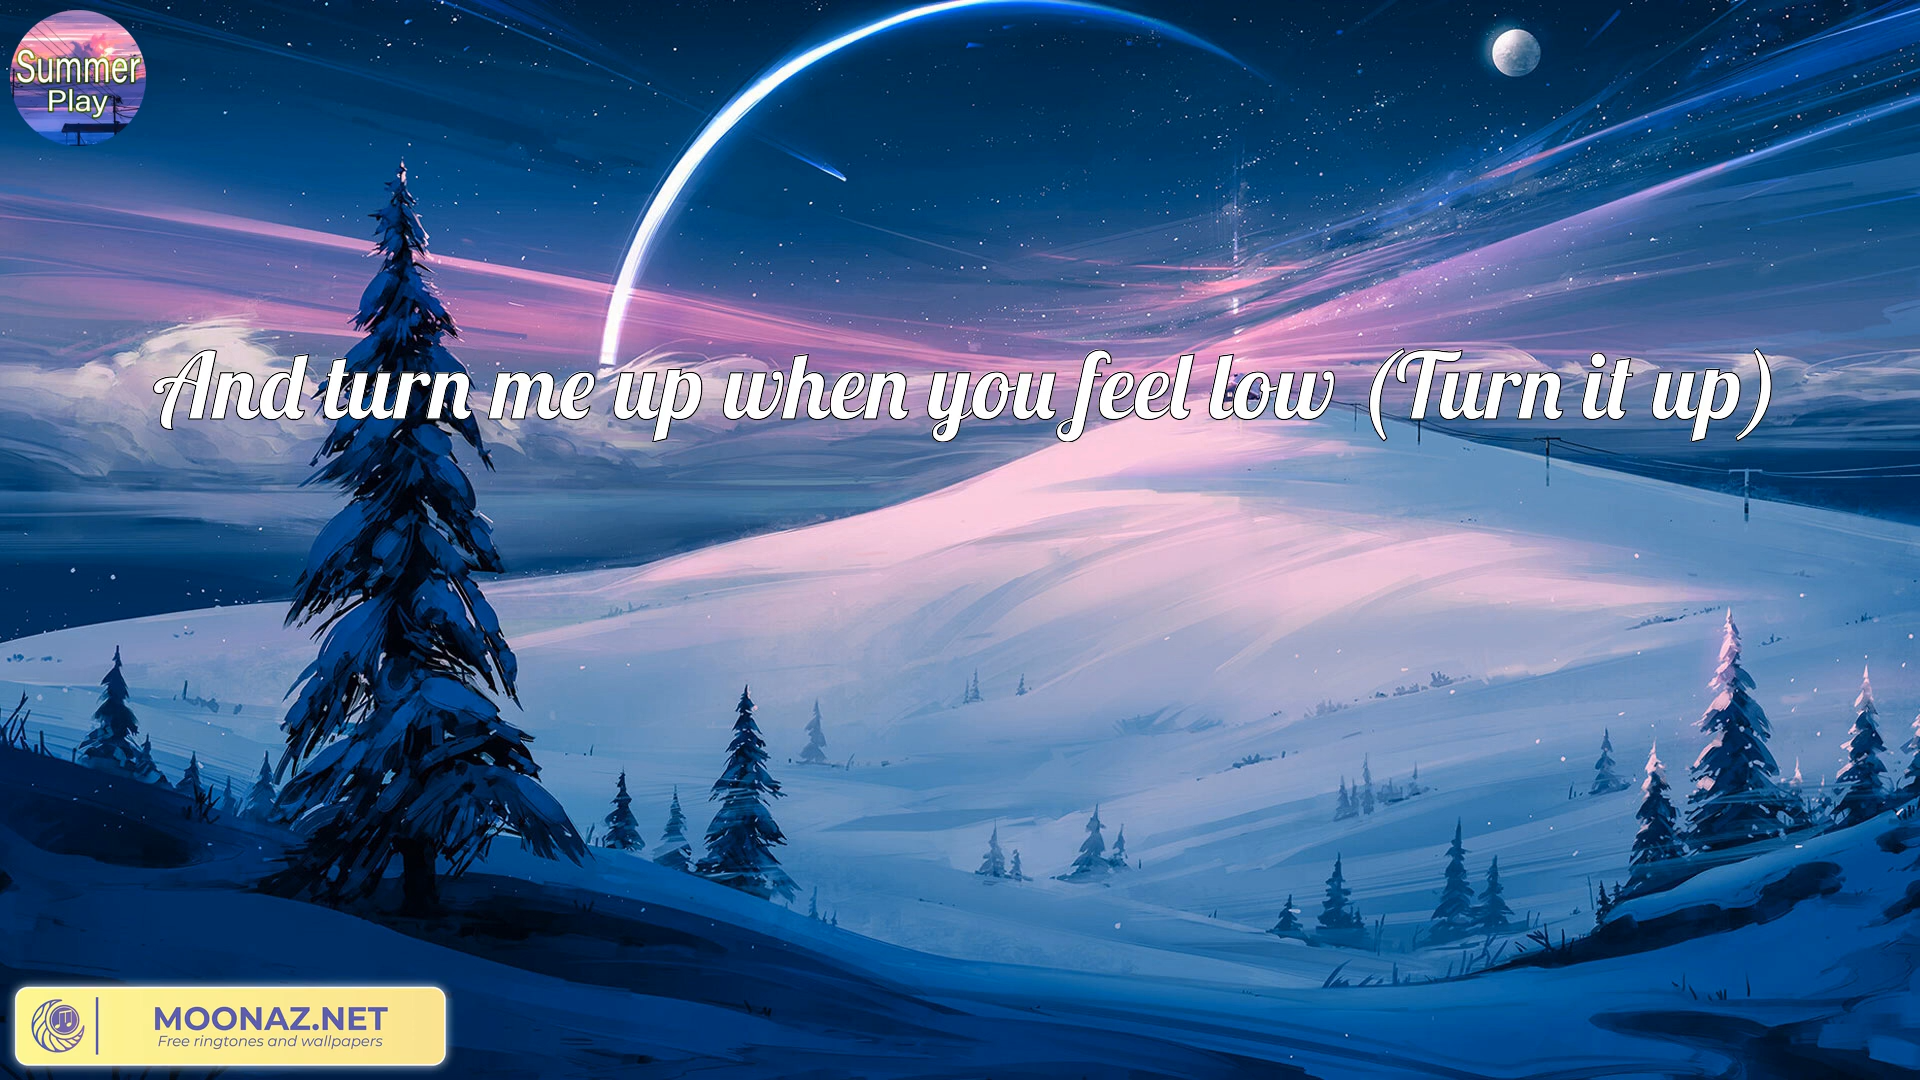 Summer
Play
And turn me up when you feel low (Turn it up)
MOONAZ.NET
Free ringtones and wallpapers